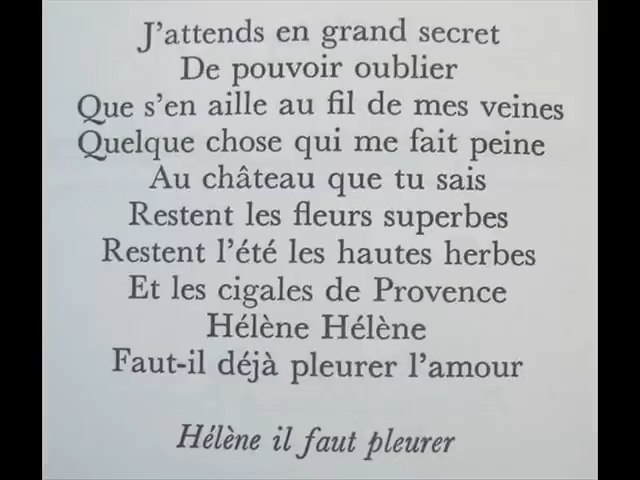 J'attends en grand secret
De pouvoir oublier
Que s'en aille au fil de mes veines
Quelque chose qui me fait peine
Au château que tu sais
Restent les fleurs superbes
Restent l'été les hautes herbes
Et les cigales de Provence
Hélène Hélène
Faut-il déjà pleurer l'amour
Hélène il faut pleurer